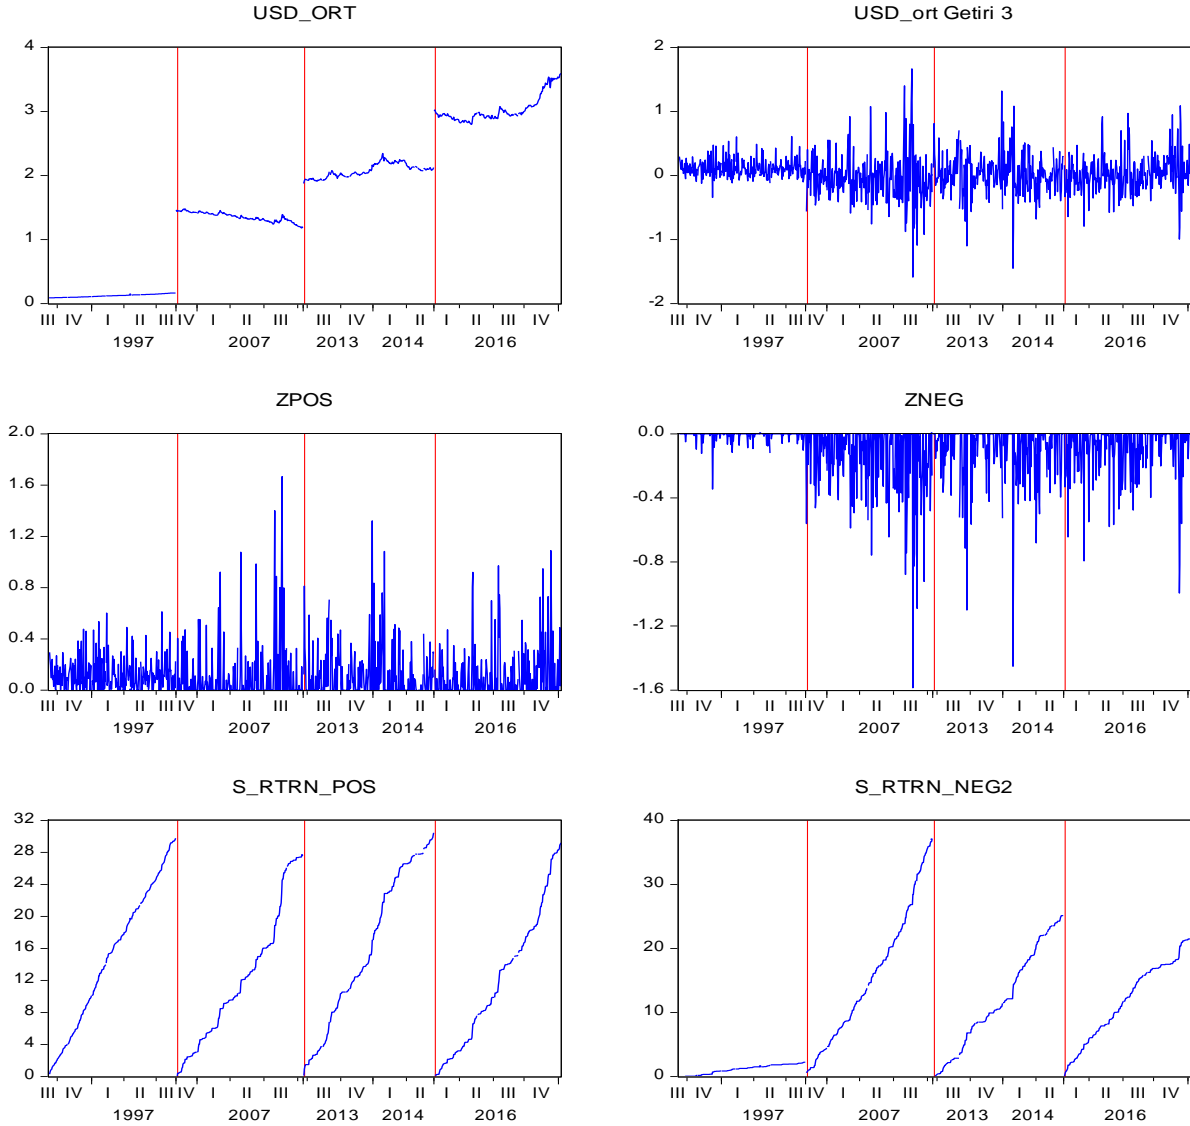 USD_ORT
4
3
2
1
0
III IV I II III IV I II III III IV I II I II III IV
1997 2007 2013 2014 2016
USD_ort Getiri 3
2
1
0
-1
-2
III IV I II III IV I II III III IV I II I II III IV
1997 2007 2013 2014 2016
ZPOS
2.0
1.6
1.2
0.8
0.4
0.0
III IV I II III IV I II III III IV I II I II III IV
1997 2007 2013 2014 2016
ZNEG
0.0
-0.4
-0.8
-1.2
-1.6
III IV I II III IV I II III III IV I II I II III IV
1997 2007 2013 2014 2016
S_RTRN_POS
32
28
24
20
16
12
8
4
0
III IV I II III IV I II III III IV I II I II III IV
1997 2007 2013 2014 2016
S_RTRN_NEG2
40
30
20
10
0
III IV I II III IV I II III III IV I II I II III IV
1997 2007 2013 2014 2016